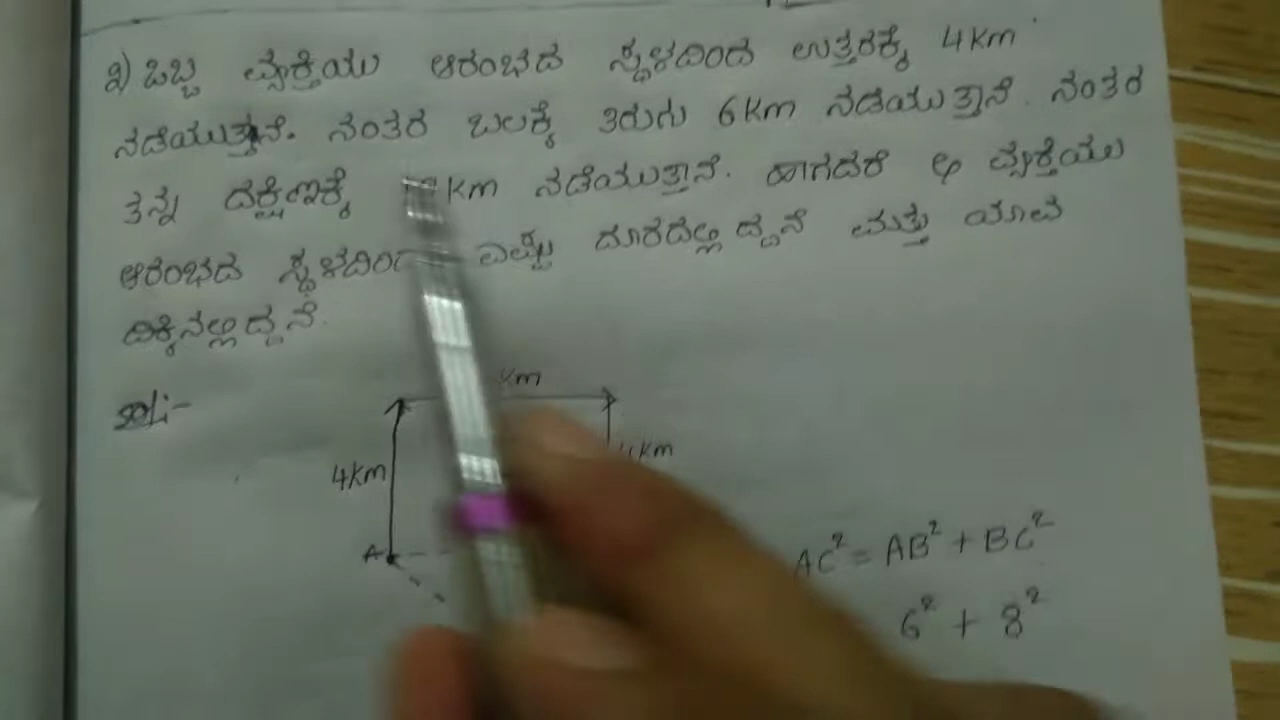 ೨) ಒಬ್ಬ ವ್ಯಕ್ತಿಯು ಆರಂಭದ ಸ್ಥಳದಿಂದ ಉತ್ತರಕ್ಕೆ 4km
ನಡೆಯುತ್ತಾನೆ. ನಂತರ ಬಲಕ್ಕೆ ತಿರುಗು 6km ನಡೆಯುತ್ತಾನೆ. ನಂತರ
ತನ್ನ ದಕ್ಷಿಣಕ್ಕೆ km ನಡೆಯುತ್ತಾನೆ. ಹಾಗದರೆ ಆ ವ್ಯಕ್ತಿಯು
ಆರಂಭದ ಸ್ಥಳದಿಂದ ಎಷ್ಟು ದೂರದಲ್ಲಿದ್ದನೆ ಮತ್ತು ಯಾವ
ದಿಕ್ಕಿನಲ್ಲಿದ್ದನೆ.
Sol:-
km
4km
4km
A
AC² = AB² + BC²
6² + 8²